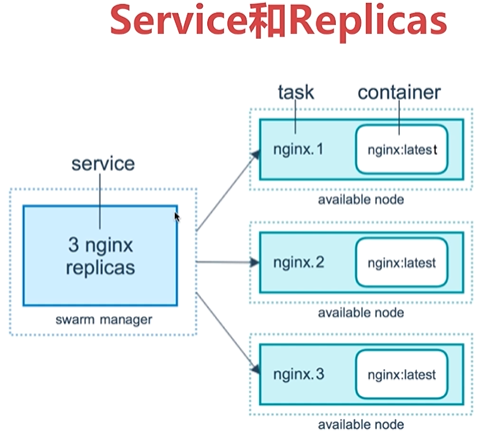 Service和Replicas
task
container
service
nginx.1
nginx:latest
available node
3 nginx
replicas
swarm manager
nginx.2
nginx:latest
available node
nginx.3
nginx:latest
available node